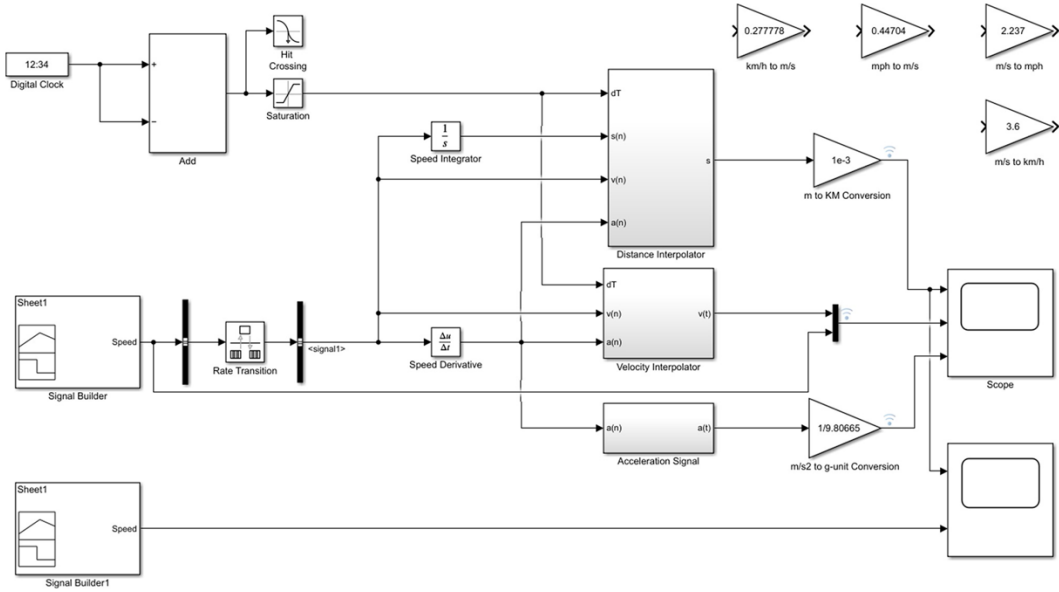 0.277778
km/h to m/s
0.44704
mph to m/s
2.237
m/s to mph
3.6
m/s to km/h
12:34
Digital Clock
+
−
Add
Hit
Crossing
Saturation
1
s
Speed Integrator
dT
s(n)
v(n)
a(n)
s
Distance Interpolator
1e-3
m to KM Conversion
Sheet1
Speed
Signal Builder
Rate Transition
<signal1>
Δu
Δt
Speed Derivative
dT
v(n)
a(n)
v(t)
Velocity Interpolator
a(n)
a(t)
Acceleration Signal
1/9.80665
m/s2 to g-unit Conversion
Scope
Sheet1
Speed
Signal Builder1